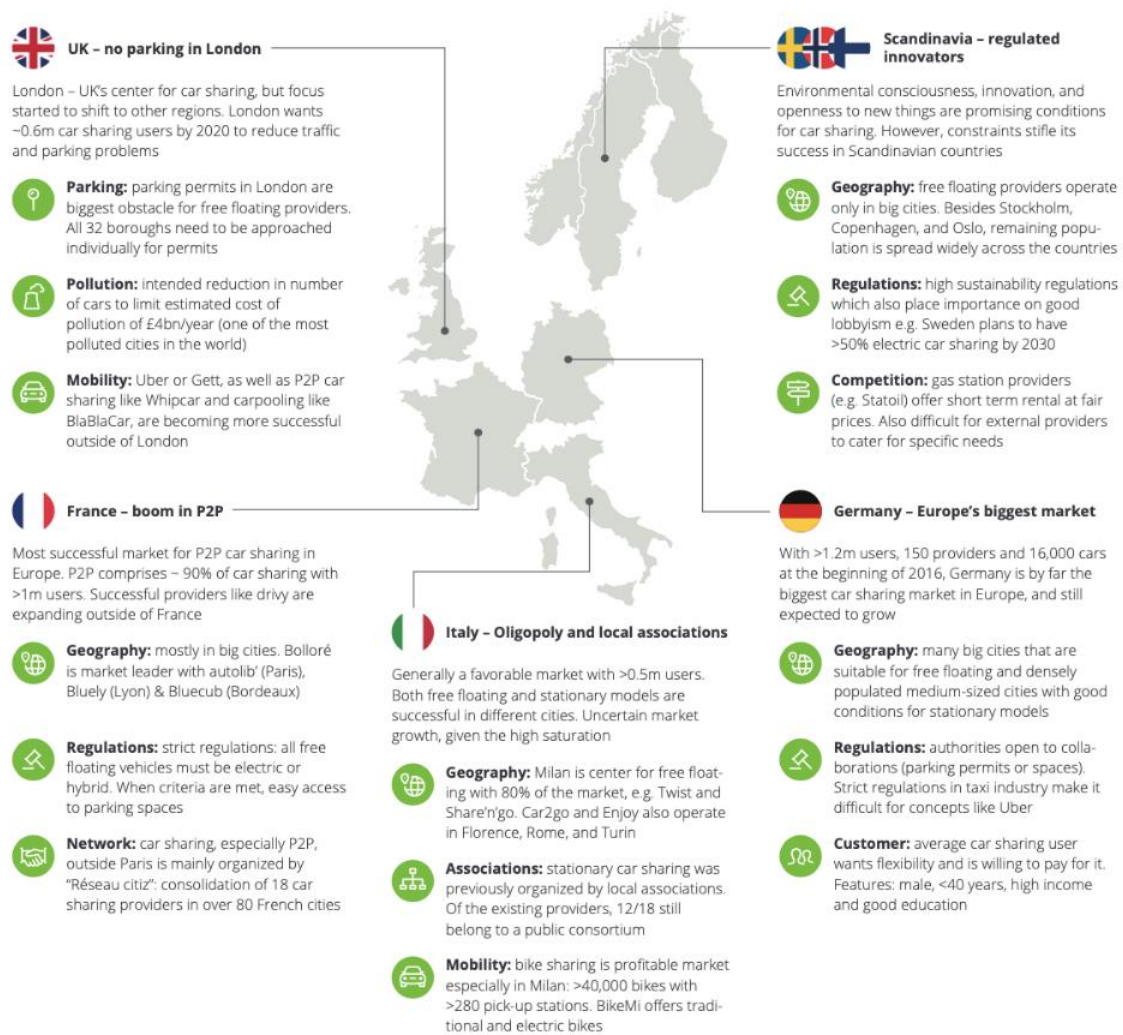 UK – no parking in London
London – UK's center for car sharing, but focus
started to shift to other regions. London wants
~0.6m car sharing users by 2020 to reduce traffic
and parking problems
Parking: parking permits in London are
biggest obstacle for free floating providers.
All 32 boroughs need to be approached
individually for permits
Pollution: intended reduction in number
of cars to limit estimated cost of
pollution of £4bn/year (one of the most
polluted cities in the world)
Mobility: Uber or Gett, as well as P2P car
sharing like Whipcar and carpooling like
BlaBlaCar, are becoming more successful
outside of London
Scandinavia – regulated
innovators
Environmental consciousness, innovation, and
openness to new things are promising conditions
for car sharing. However, constraints stifle its
success in Scandinavian countries
Geography: free floating providers operate
only in big cities. Besides Stockholm,
Copenhagen, and Oslo, remaining popu-
lation is spread widely across the countries
Regulations: high sustainability regulations
which also place importance on good
lobbyism e.g. Sweden plans to have
>50% electric car sharing by 2030
Competition: gas station providers
(e.g. Statoil) offer short term rental at fair
prices. Also difficult for external providers
to cater for specific needs
France – boom in P2P
Most successful market for P2P car sharing in
Europe. P2P comprises ~ 90% of car sharing with
>1m users. Successful providers like drivy are
expanding outside of France
Geography: mostly in big cities. Bolloré
is market leader with autolib' (Paris),
Bluely (Lyon) & Bluecub (Bordeaux)
Regulations: strict regulations: all free
floating vehicles must be electric or
hybrid. When criteria are met, easy access
to parking spaces
Network: car sharing, especially P2P,
outside Paris is mainly organized by
"Réseau citiz": consolidation of 18 car
sharing providers in over 80 French cities
Italy – Oligopoly and local associations
Generally a favorable market with >0.5m users.
Both free floating and stationary models are
successful in different cities. Uncertain market
growth, given the high saturation
Geography: Milan is center for free float-
ing with 80% of the market, e.g. Twist and
Share'n'go. Car2go and Enjoy also operate
in Florence, Rome, and Turin
Associations: stationary car sharing was
previously organized by local associations.
Of the existing providers, 12/18 still
belong to a public consortium
Mobility: bike sharing is profitable market
especially in Milan: >40,000 bikes with
>280 pick-up stations. BikeMi offers tradi-
tional and electric bikes
Germany – Europe's biggest market
With >1.2m users, 150 providers and 16,000 cars
at the beginning of 2016, Germany is by far the
biggest car sharing market in Europe, and still
expected to grow
Geography: many big cities that are
suitable for free floating and densely
populated medium-sized cities with good
conditions for stationary models
Regulations: authorities open to colla-
borations (parking permits or spaces).
Strict regulations in taxi industry make it
difficult for concepts like Uber
Customer: average car sharing user
wants flexibility and is willing to pay for it.
Features: male, <40 years, high income
and good education